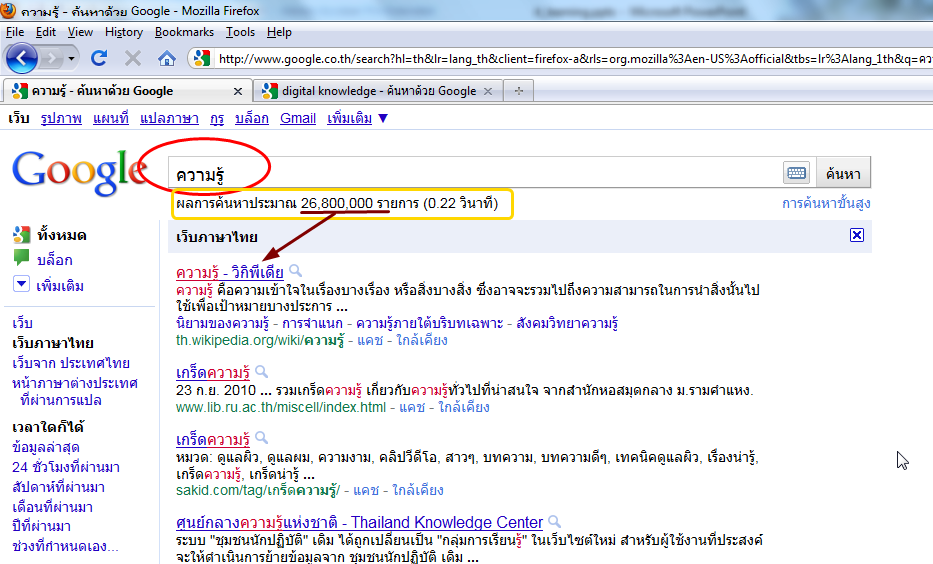 ความรู้ - ค้นหาด้วย Google - Mozilla Firefox
File Edit View History Bookmarks Tools Help
http://www.google.co.th/search?hl=th&lr=lang_th&client=firefox-a&rls=org.mozilla%3Aen-US%3Aofficial&tbs=lr%3Alang_1th&q=คว
ความรู้ - ค้นหาด้วย Google
digital knowledge - ค้นหาด้วย Google
เว็บ รูปภาพ แผนที่ แปลภาษา กูรู บล็อก Gmail เพิ่มเติม ▼
Google
ความรู้
ค้นหา
ผลการค้นหาประมาณ 26,800,000 รายการ (0.22 วินาที)
การค้นหาขั้นสูง
ทั้งหมด
บล็อก
เพิ่มเติม
เว็บ
เว็บภาษาไทย
เว็บจาก ประเทศไทย
หน้าภาษาต่างประเทศ
ที่ผ่านการแปล
เวลาใดก็ได้
ข้อมูลล่าสุด
24 ชั่วโมงที่ผ่านมา
สัปดาห์ที่ผ่านมา
เดือนที่ผ่านมา
ปีที่ผ่านมา
ช่วงที่กำหนดเอง...
เว็บภาษาไทย
ความรู้ - วิกิพีเดีย
ความรู้ คือความเข้าใจในเรื่องบางเรื่อง หรือสิ่งบางสิ่ง ซึ่งอาจจะรวมไปถึงความสามารถในการนำสิ่งนั้นไป
ใช้เพื่อเป้าหมายบางประการ ...
นิยามของความรู้ - การจำแนก - ความรู้ภายใต้บริบทเฉพาะ - สังคมวิทยาความรู้
th.wikipedia.org/wiki/ความรู้ - แคช - ใกล้เคียง
เกร็ดความรู้
23 ก.ย. 2010 ... รวมเกร็ดความรู้ เกี่ยวกับความรู้ทั่วไปที่น่าสนใจ จากสำนักหอสมุดกลาง ม.รามคำแหง.
www.lib.ru.ac.th/miscell/index.html - แคช - ใกล้เคียง
เกร็ดความรู้
หมวด: ดูแลผิว, ดูแลผม, ความงาม, คลิปวีดีโอ, สาวๆ, บทความ, บทความดีๆ, เทคนิคดูแลผิว, เรื่องน่ารู้,
เกร็ดความรู้, เกร็ดน่ารู้ ...
sakid.com/tag/เกร็ดความรู้/ - แคช - ใกล้เคียง
ศูนย์กลางความรู้แห่งชาติ - Thailand Knowledge Center
ระบบ "ชุมชนนักปฏิบัติ" เดิม ได้ถูกเปลี่ยนเป็น "กลุ่มการเรียนรู้" ในเว็บไซต์ใหม่ สำหรับผู้ใช้งานที่ประสงค์
จะให้ดำเนินการย้ายข้อมูลจาก ชุมชนนักปฏิบัติ เดิม ...